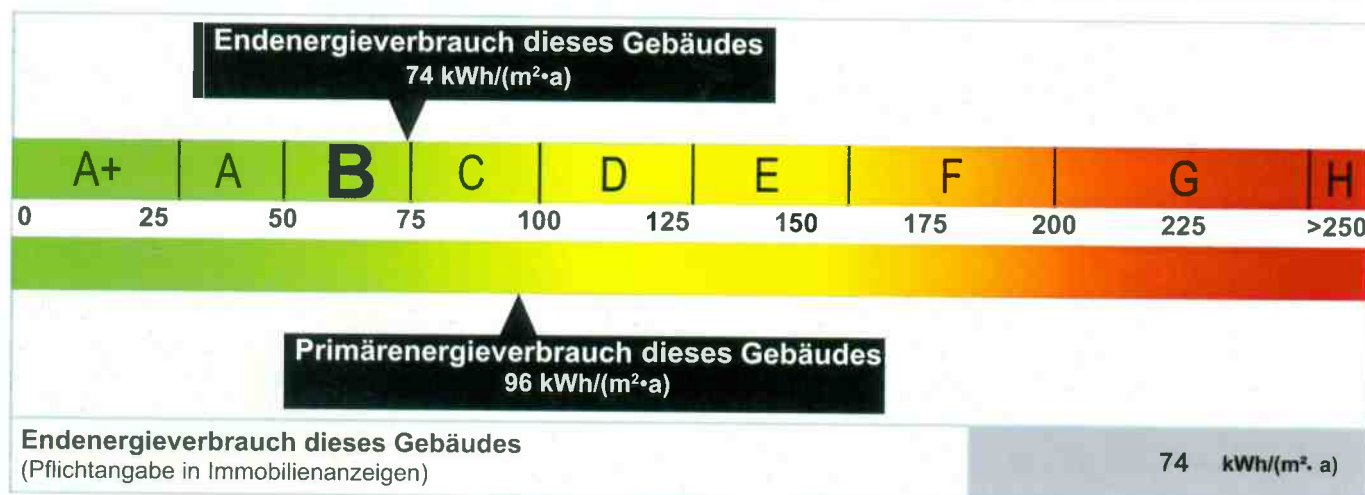 Endenergieverbrauch dieses Gebäudes
74 kWh/(m²•a)
A+ A B C D E F G H
0 25 50 75 100 125 150 175 200 225 >250
Primärenergieverbrauch dieses Gebäudes
96 kWh/(m²•a)
Endenergieverbrauch dieses Gebäudes
(Pflichtangabe in Immobilienanzeigen)
74 kWh/(m²· a)